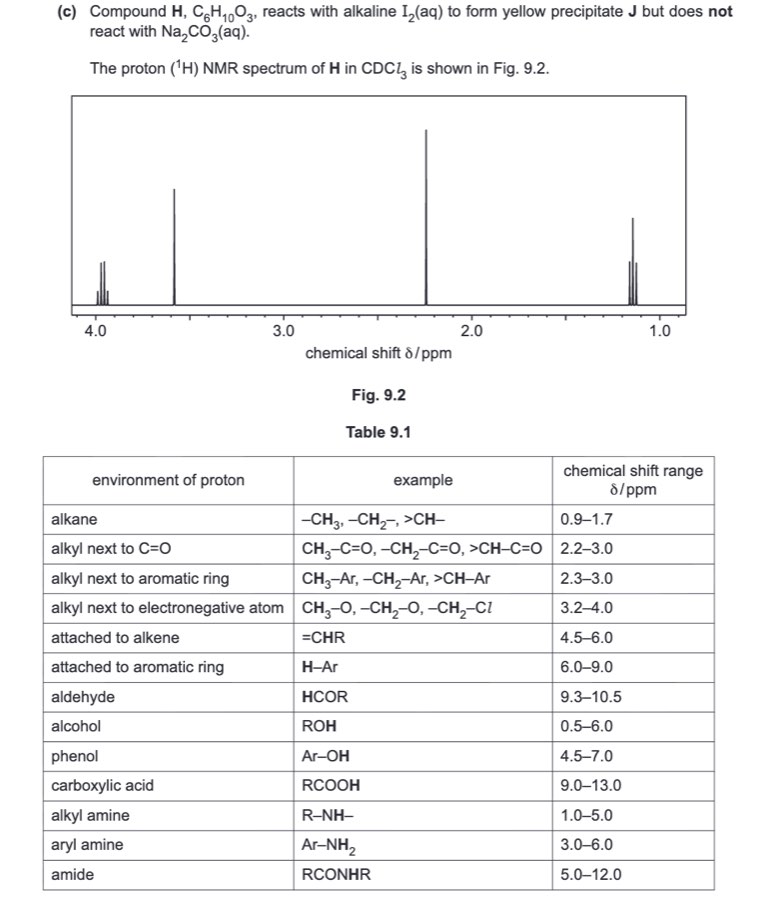 (c) Compound H, C₆H₁₀O₃, reacts with alkaline I₂(aq) to form yellow precipitate J but does not
react with Na₂CO₃(aq).
The proton (¹H) NMR spectrum of H in CDCl₃ is shown in Fig. 9.2.
4.0 3.0 2.0 1.0
chemical shift δ/ppm
Fig. 9.2
Table 9.1
environment of proton example chemical shift range
δ/ppm
alkane –CH₃, –CH₂–, >CH– 0.9–1.7
alkyl next to C=O CH₃–C=O, –CH₂–C=O, >CH–C=O 2.2–3.0
alkyl next to aromatic ring CH₃–Ar, –CH₂–Ar, >CH–Ar 2.3–3.0
alkyl next to electronegative atom CH₃–O, –CH₂–O, –CH₂–Cl 3.2–4.0
attached to alkene =CHR 4.5–6.0
attached to aromatic ring H–Ar 6.0–9.0
aldehyde HCOR 9.3–10.5
alcohol ROH 0.5–6.0
phenol Ar–OH 4.5–7.0
carboxylic acid RCOOH 9.0–13.0
alkyl amine R–NH– 1.0–5.0
aryl amine Ar–NH₂ 3.0–6.0
amide RCONHR 5.0–12.0